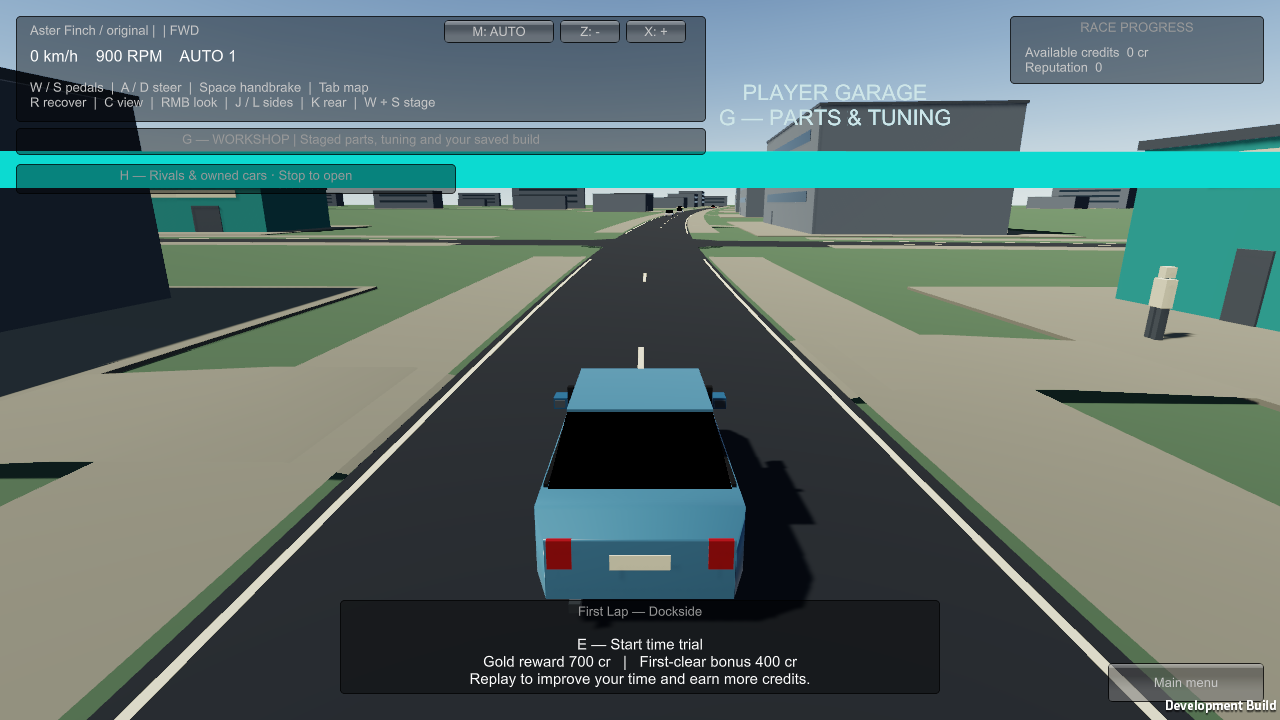 Aster Finch / original | | FWD
M: AUTO
Z: -
X: +
0 km/h 900 RPM AUTO 1
W / S pedals | A / D steer | Space handbrake | Tab map
R recover | C view | RMB look | J / L sides | K rear | W + S stage
G — WORKSHOP | Staged parts, tuning and your saved build
H — Rivals & owned cars · Stop to open
RACE PROGRESS
Available credits 0 cr
Reputation 0
PLAYER GARAGE
G — PARTS & TUNING
First Lap — Dockside
E — Start time trial
Gold reward 700 cr | First-clear bonus 400 cr
Replay to improve your time and earn more credits.
Main menu
Development Build